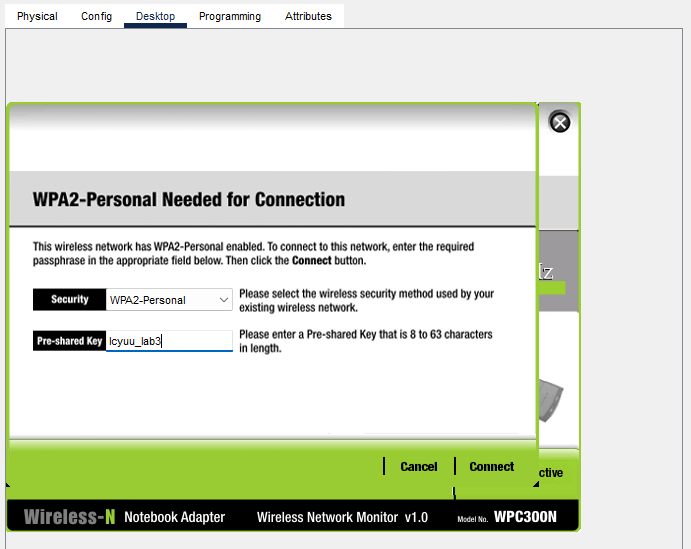 Physical Config Desktop Programming Attributes
WPA2-Personal Needed for Connection
This wireless network has WPA2-Personal enabled. To connect to this network, enter the required
passphrase in the appropriate field below. Then click the Connect button.
Security WPA2-Personal
Please select the wireless security method used by your
existing wireless network.
Pre-shared Key lcyuu_lab3
Please enter a Pre-shared Key that is 8 to 63 characters
in length.
Cancel Connect
Wireless-N Notebook Adapter Wireless Network Monitor v1.0 Model No. WPC300N